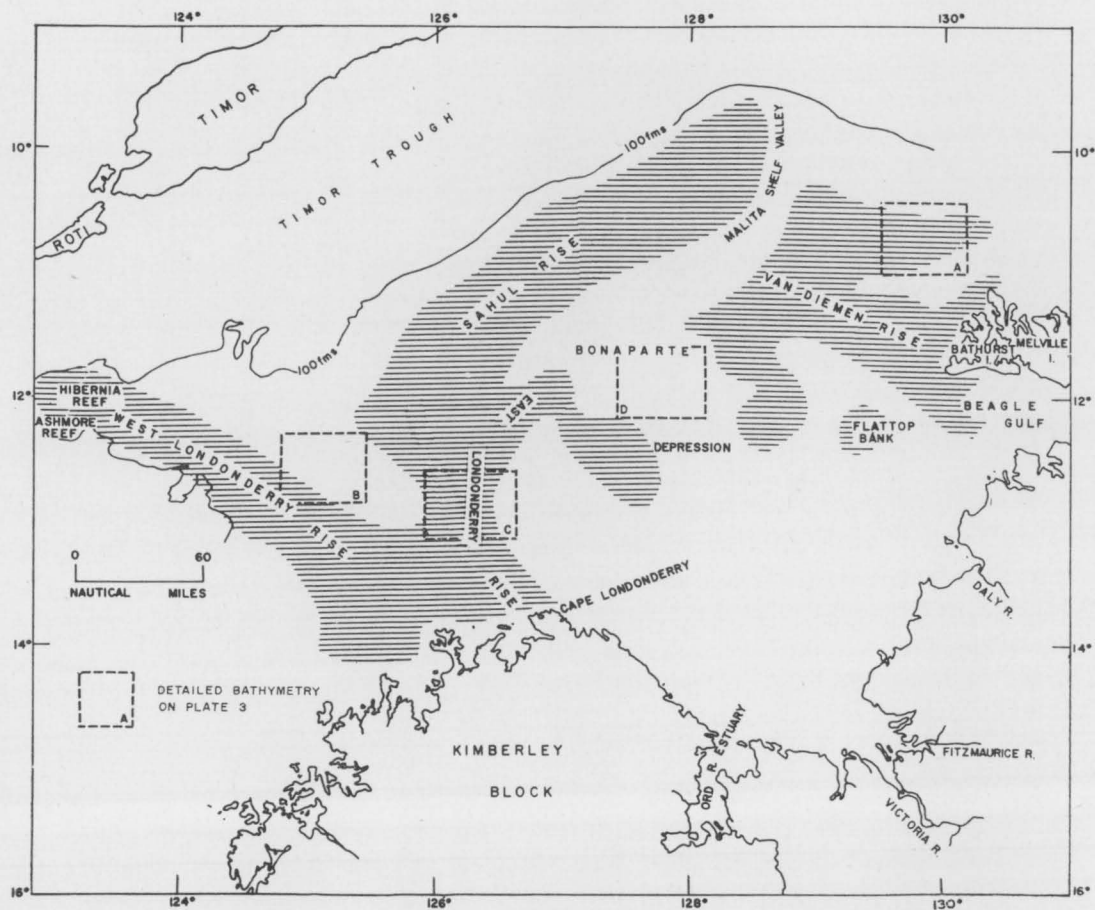 124°
126°
128°
130°
TIMOR
TIMOR TROUGH
ROTI
10°
10°
100fms
MALITA SHELF VALLEY
SAHUL RISE
VAN DIEMEN RISE
A
BATHURST I.
MELVILLE I.
100fms
BONAPARTE
D
DEPRESSION
HIBERNIA REEF
ASHMORE REEF
WEST LONDONDERRY RISE
EAST
LONDONDERRY
RISE
B
C
FLATTOP
BANK
BEAGLE
GULF
12°
12°
0
60
NAUTICAL MILES
CAPE LONDONDERRY
DALY R.
14°
14°
A
DETAILED BATHYMETRY
ON PLATE 3
KIMBERLEY
BLOCK
ORD R. ESTUARY
FITZMAURICE R.
VICTORIA R.
16°
16°
124°
126°
128°
130°